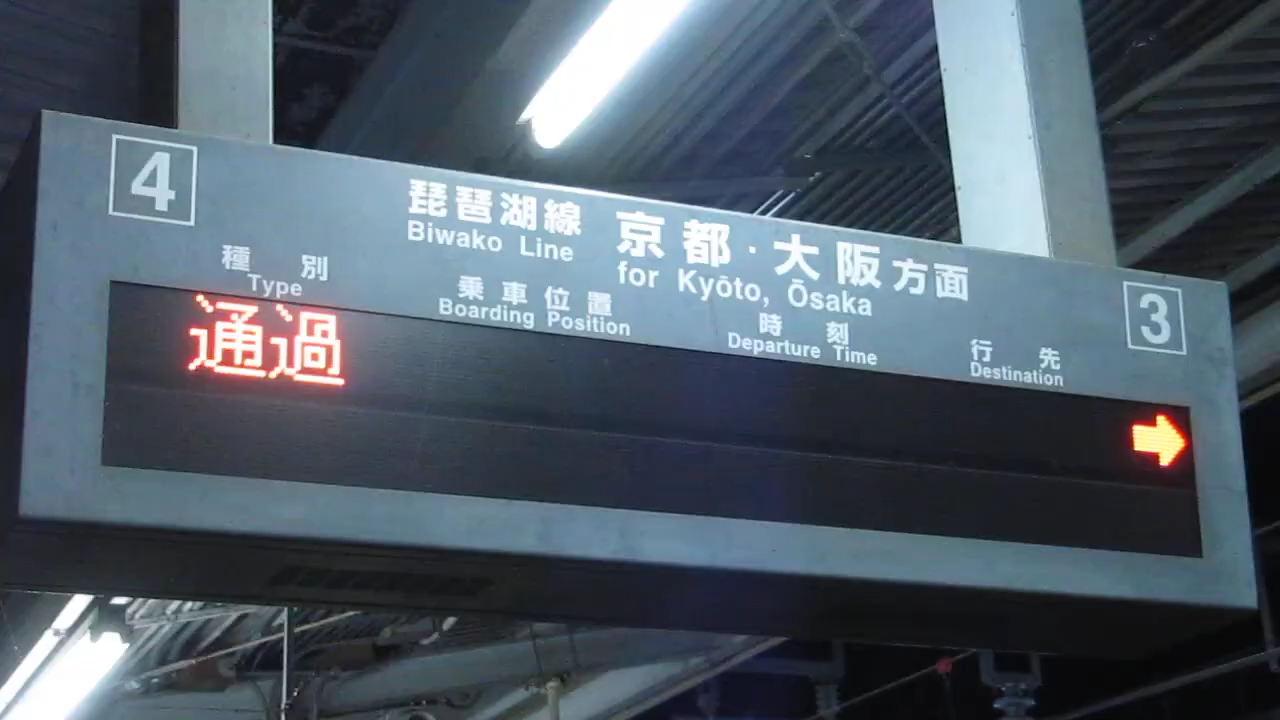 4
琵琶湖線 京都・大阪方面
Biwako Line for Kyōto, Ōsaka
3
種別 乗車位置 時刻 行先
Type Boarding Position Departure Time Destination
通過 ➡